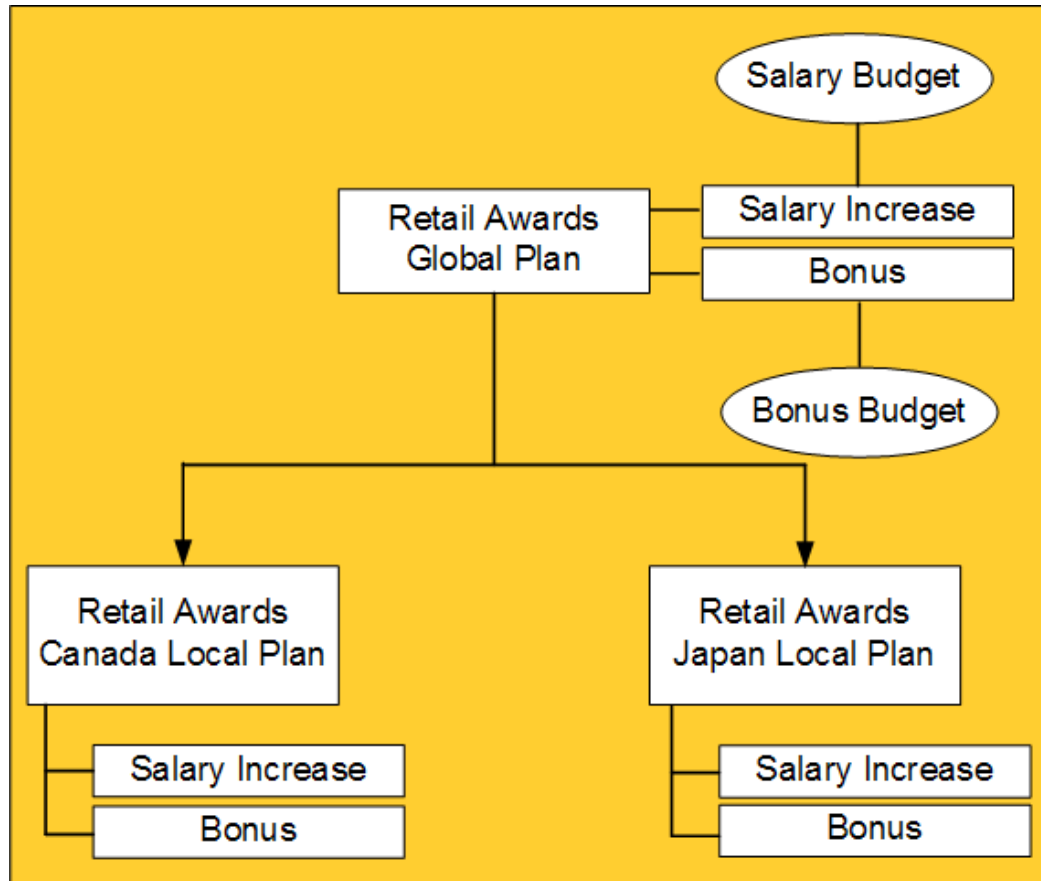 Salary Budget
Retail Awards
Global Plan
Salary Increase
Bonus
Bonus Budget
Retail Awards
Canada Local Plan
Salary Increase
Bonus
Retail Awards
Japan Local Plan
Salary Increase
Bonus